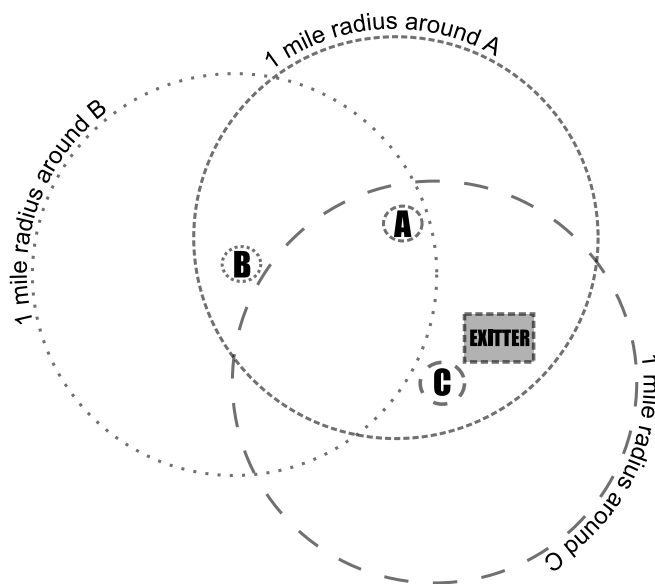 1 mile radius around A
1 mile radius around B
A
B
EXITTER
C
1 mile radius around C